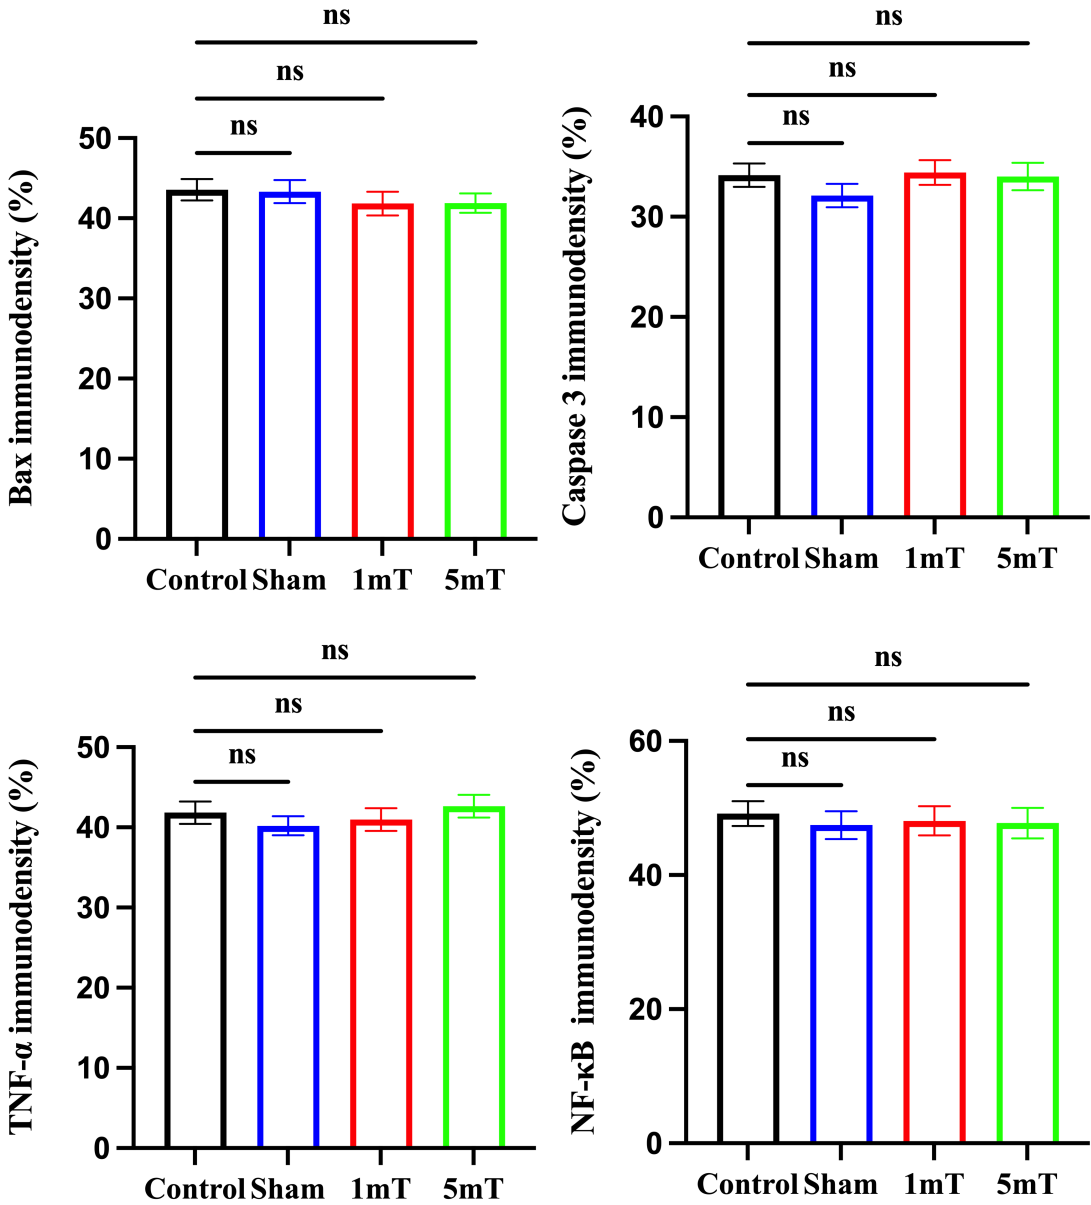 ns
ns
ns
Bax immunodensity (%)
50
40
30
20
10
0
Control Sham 1mT 5mT
ns
ns
ns
Caspase 3 immunodensity (%)
40
30
20
10
0
Control Sham 1mT 5mT
ns
ns
ns
TNF-α immunodensity (%)
50
40
30
20
10
0
Control Sham 1mT 5mT
ns
ns
ns
NF-κB immunodensity (%)
60
40
20
0
Control Sham 1mT 5mT